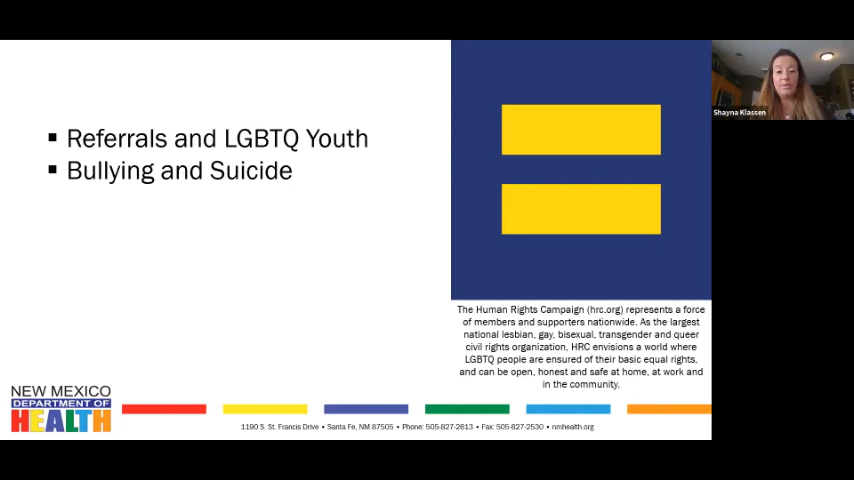 ▪ Referrals and LGBTQ Youth
▪ Bullying and Suicide
The Human Rights Campaign (hrc.org) represents a force
of members and supporters nationwide. As the largest
national lesbian, gay, bisexual, transgender and queer
civil rights organization, HRC envisions a world where
LGBTQ people are ensured of their basic equal rights,
and can be open, honest and safe at home, at work and
in the community.
Shayna Klassen
NEW MEXICO
DEPARTMENT OF
HEALTH
1190 S. St. Francis Drive • Santa Fe, NM 87505 • Phone: 505-827-2613 • Fax: 505-827-2530 • nmhealth.org